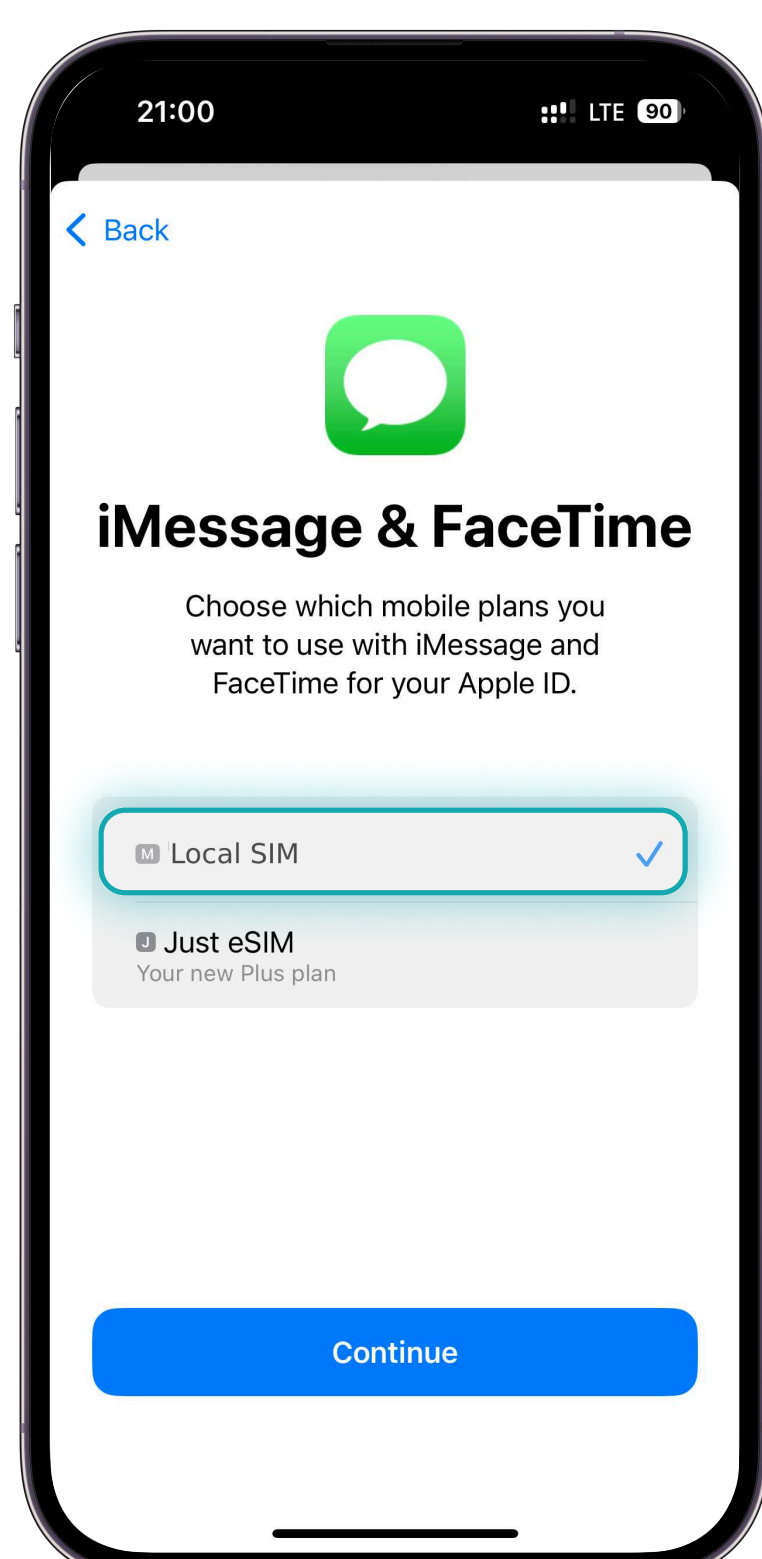 21:00 LTE 90
Back
iMessage & FaceTime
Choose which mobile plans you
want to use with iMessage and
FaceTime for your Apple ID.
M Local SIM
J Just eSIM
Your new Plus plan
Continue